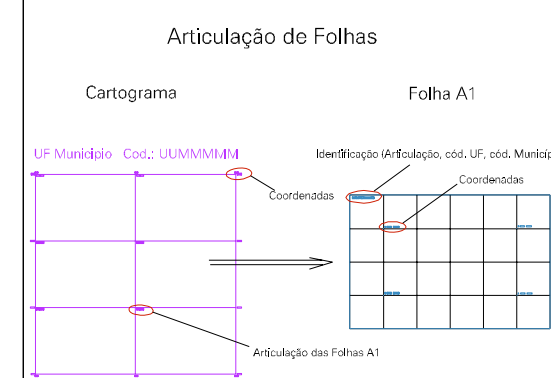 Articulação de Folhas
Cartograma
Folha A1
UF Municipio Cod.: UUMMMMM
Identificação (Articulação, cód. UF, cód. Municíp
Coordenadas
Coordenadas
Articulação das Folhas A1